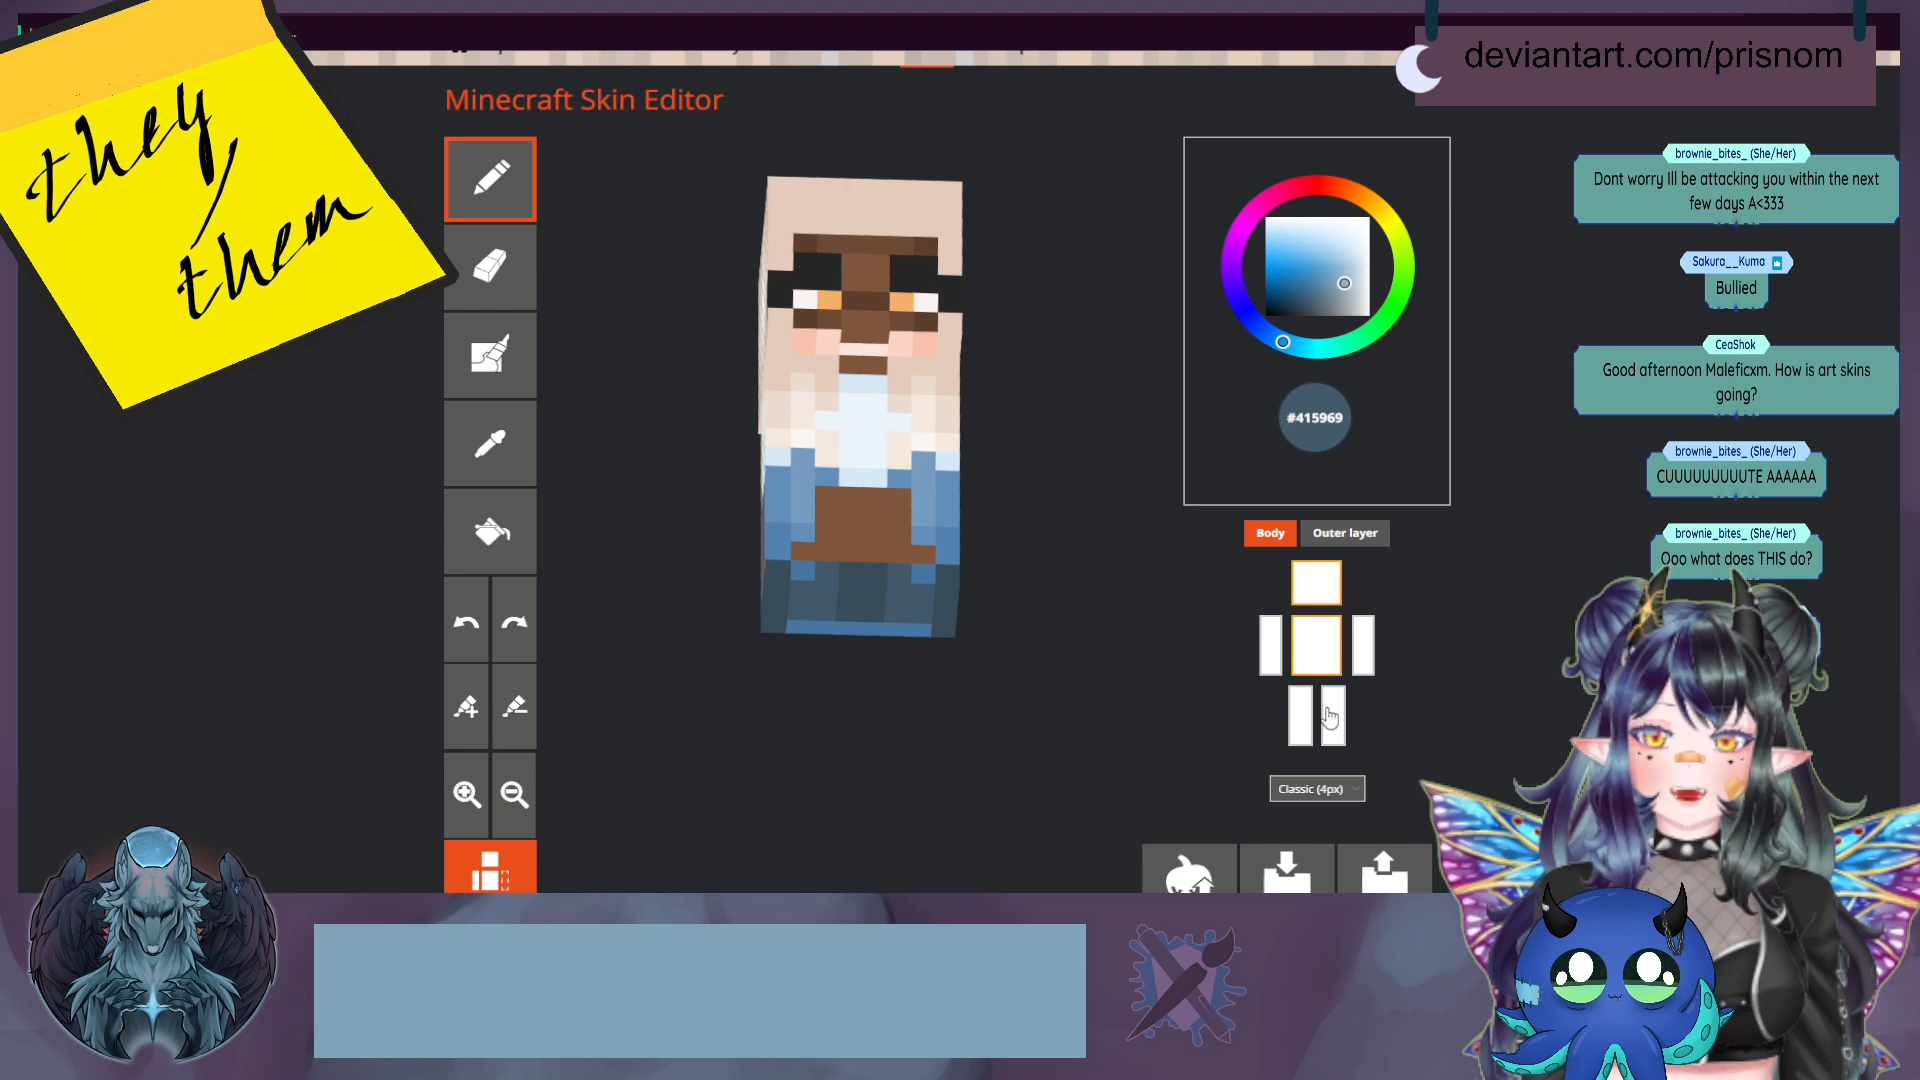 they
/
them
deviantart.com/prisnom
Minecraft Skin Editor
#415969
Body
Outer layer
Classic (4px)
brownie_bites_ (She/Her)
Dont worry Ill be attacking you within the next
few days A<333
Sakura__Kuma
Bullied
CeaShok
Good afternoon Maleficxm. How is art skins
going?
brownie_bites_ (She/Her)
CUUUUUUUUUTE AAAAAA
brownie_bites_ (She/Her)
Ooo what does THIS do?